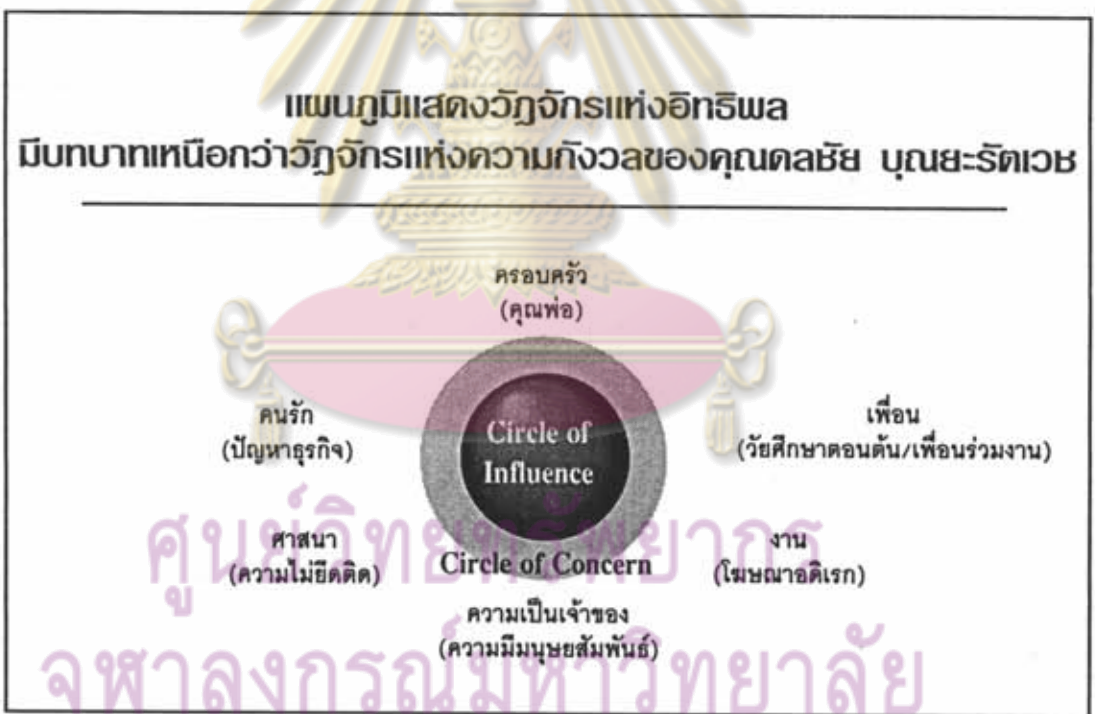 แผนภูมิแสดงวัฏจักรแห่งอิทธิพล
มีบทบาทเหนือกว่าวัฏจักรแห่งความกังวลของคุณดลชัย บุณยะรัตเวช
ครอบครัว
(คุณพ่อ)
คนรัก
(ปัญหาธุรกิจ)
Circle of
Influence
เพื่อน
(วัยศึกษาตอนต้น/เพื่อนร่วมงาน)
ศาสนา
(ความไม่ยึดติด)
Circle of Concern
งาน
(โฆษณาอดิเรก)
ความเป็นเจ้าของ
(ความมีมนุษยสัมพันธ์)
ศูนย์วิทยทรัพยากร
จุฬาลงกรณ์มหาวิทยาลัย